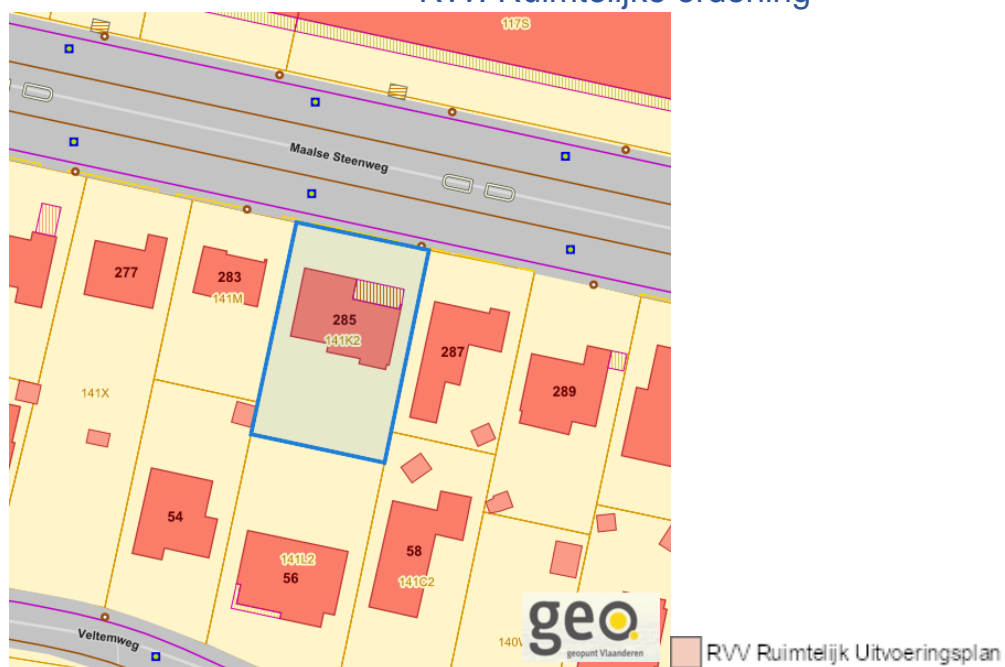 RVV Ruimtelijke ordening
117S
Maalse Steenweg
277
283
141M
285
141K2
287
289
141X
54
141L2
56
58
141C2
geo
geopunt Vlaanderen
Veltemweg
RVV Ruimtelijk Uitvoeringsplan